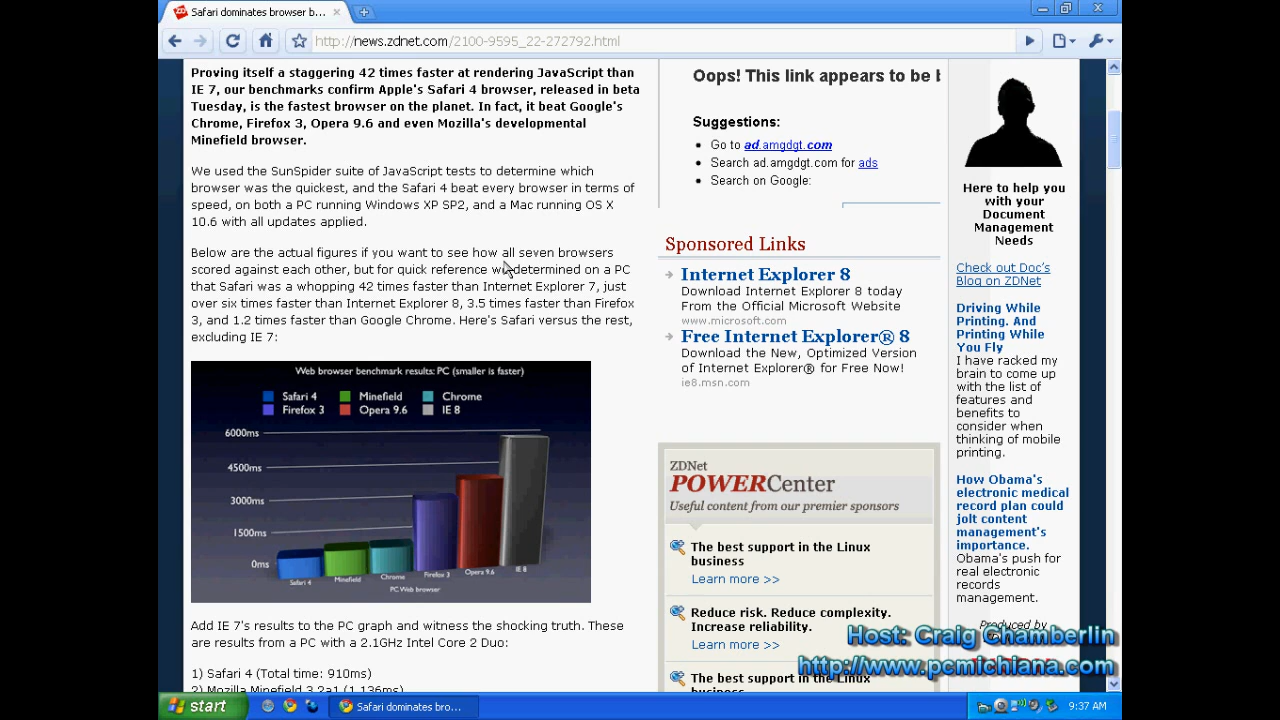 Safari dominates browser b...
http://news.zdnet.com/2100-9595_22-272792.html
Proving itself a staggering 42 times faster at rendering JavaScript than
IE 7, our benchmarks confirm Apple's Safari 4 browser, released in beta
Tuesday, is the fastest browser on the planet. In fact, it beat Google's
Chrome, Firefox 3, Opera 9.6 and even Mozilla's developmental
Minefield browser.
We used the SunSpider suite of JavaScript tests to determine which
browser was the quickest, and the Safari 4 beat every browser in terms of
speed, on both a PC running Windows XP SP2, and a Mac running OS X
10.6 with all updates applied.
Below are the actual figures if you want to see how all seven browsers
scored against each other, but for quick reference we determined on a PC
that Safari was a whopping 42 times faster than Internet Explorer 7, just
over six times faster than Internet Explorer 8, 3.5 times faster than Firefox
3, and 1.2 times faster than Google Chrome. Here's Safari versus the rest,
excluding IE 7:
Web browser benchmark results: PC (smaller is faster)
Safari 4 Minefield Chrome
Firefox 3 Opera 9.6 IE 8
6000ms
4500ms
3000ms
1500ms
0ms
Safari 4 Minefield Chrome Firefox 3 Opera 9.6 IE 8
PC Web browser
Add IE 7's results to the PC graph and witness the shocking truth. These
are results from a PC with a 2.1GHz Intel Core 2 Duo:
1) Safari 4 (Total time: 910ms)
2) Mozilla Minefield 3.2a1 (1,136ms)
Oops! This link appears to be b
Suggestions:
Go to ad.amgdgt.com
Search ad.amgdgt.com for ads
Search on Google:
Sponsored Links
Internet Explorer 8
Download Internet Explorer 8 today
From the Official Microsoft Website
www.microsoft.com
Free Internet Explorer® 8
Download the New, Optimized Version
of Internet Explorer® for Free Now!
ie8.msn.com
ZDNet
POWERCenter
Useful content from our premier sponsors
The best support in the Linux
business
Learn more >>
Reduce risk. Reduce complexity.
Increase reliability.
Learn more >>
The best support in the Linux
business
Here to help you
with your
Document
Management
Needs
Check out Doc's
Blog on ZDNet
Driving While
Printing. And
Printing While
You Fly
I have racked my
brain to come up
with the list of
features and
benefits to
consider when
thinking of mobile
printing.
How Obama's
electronic medical
record plan could
jolt content
management's
importance.
Obama's push for
real electronic
records
management.
Produced by
Host: Craig Chamberlin
http://www.pcmichiana.com
start
Safari dominates bro...
9:37 AM